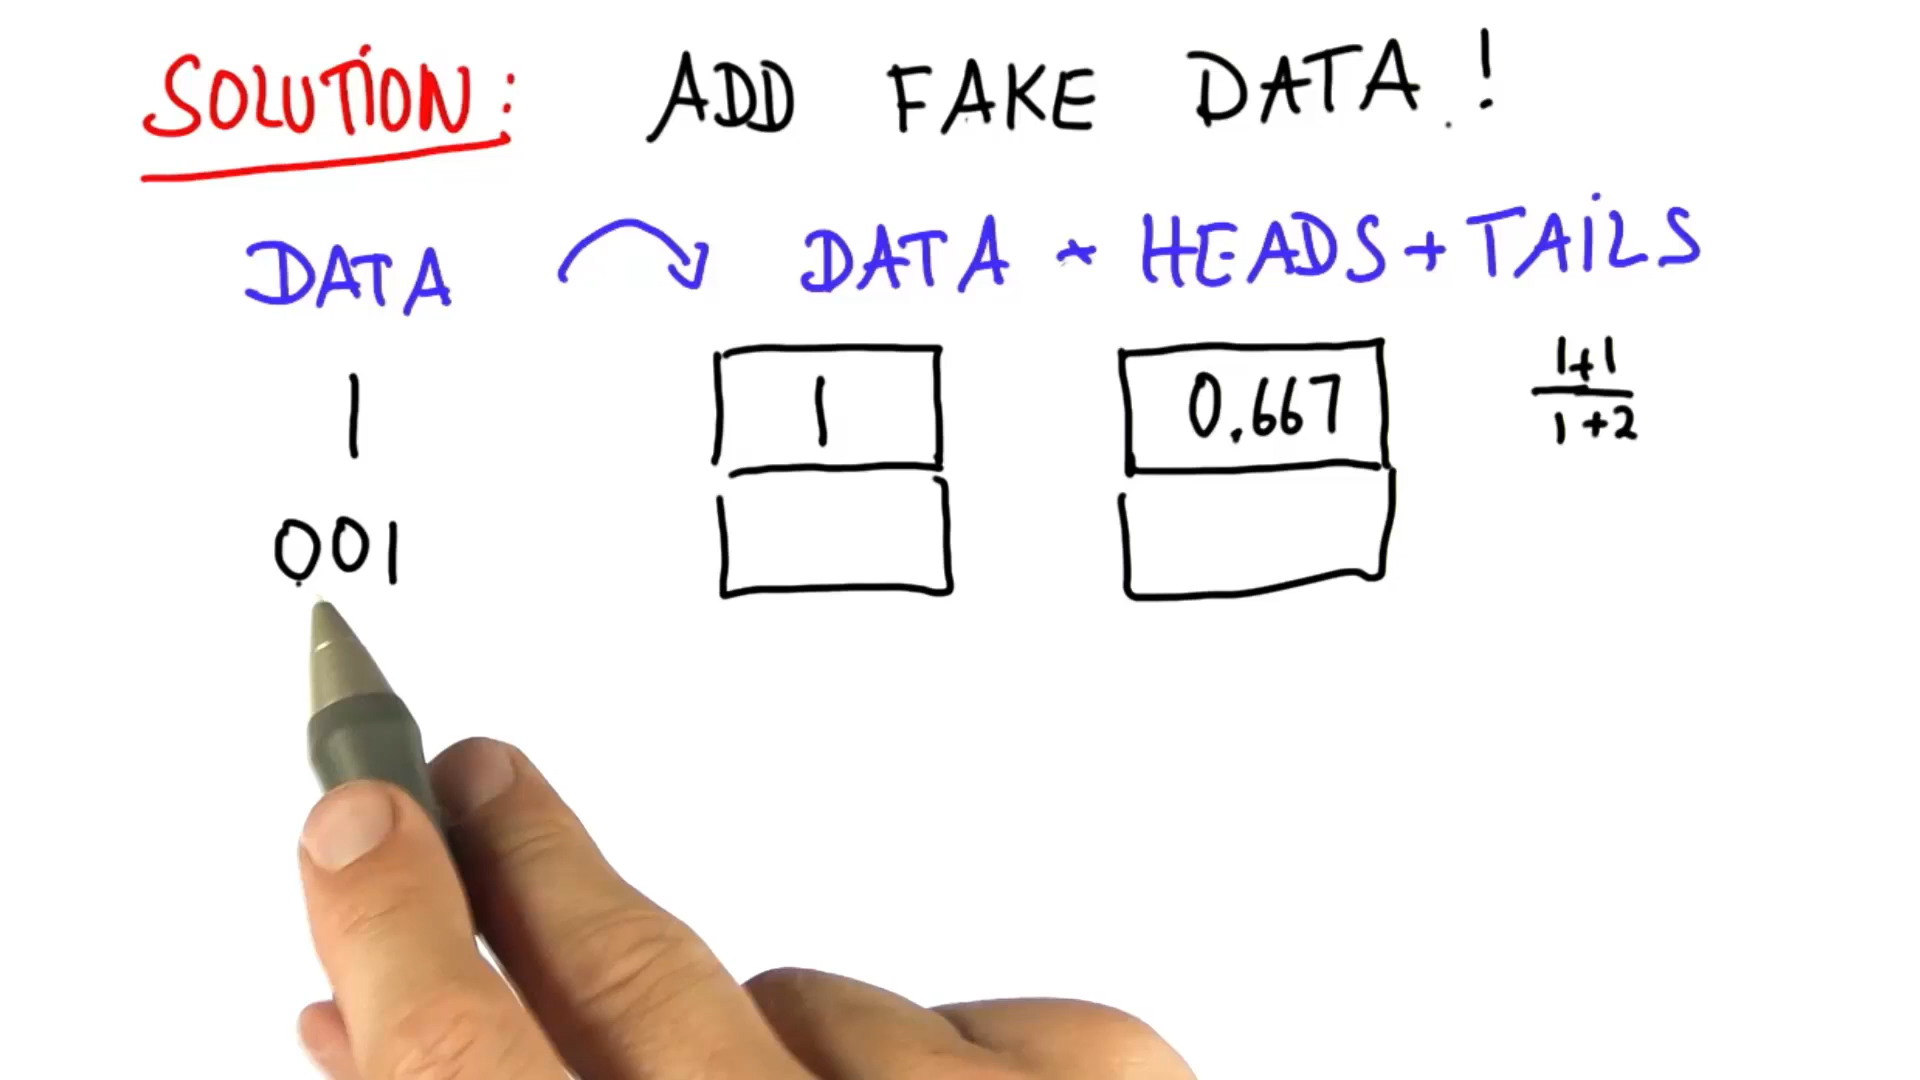 SOLUTION: ADD FAKE DATA!
DATA DATA + HEADS + TAILS
1 1 0.667 1+1
1+2
001